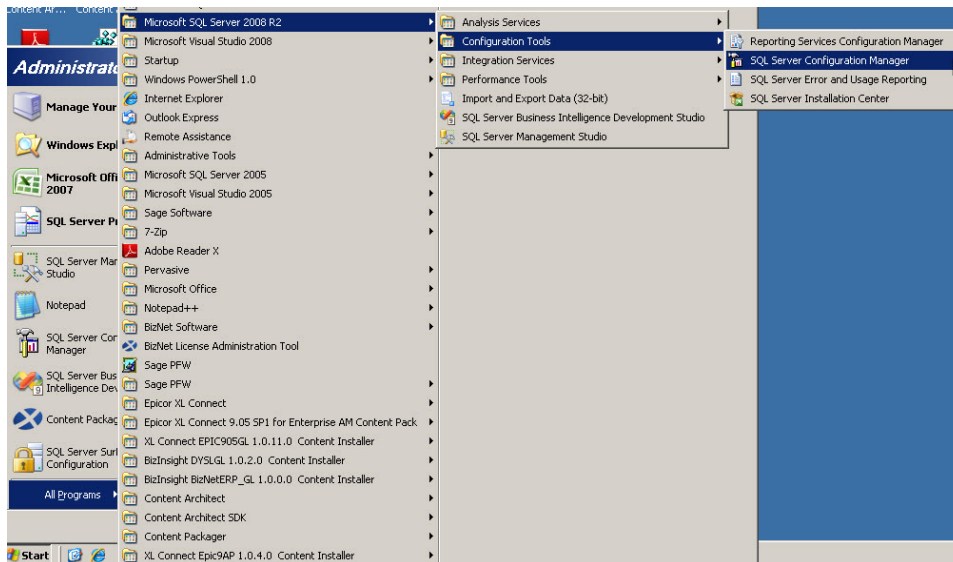 Microsoft SQL Server 2008 R2
Microsoft Visual Studio 2008
Startup
Windows PowerShell 1.0
Internet Explorer
Outlook Express
Remote Assistance
Administrative Tools
Microsoft SQL Server 2005
Microsoft Visual Studio 2005
Sage Software
7-Zip
Adobe Reader X
Pervasive
Microsoft Office
Notepad++
BizNet Software
BizNet License Administration Tool
Sage PFW
Sage PFW
Epicor XL Connect
Epicor XL Connect 9.05 SP1 for Enterprise AM Content Pack
XL Connect EPIC905GL 1.0.11.0 Content Installer
BizInsight DYSLGL 1.0.2.0 Content Installer
BizInsight BizNetERP_GL 1.0.0.0 Content Installer
Content Architect
Content Architect SDK
Content Packager
XL Connect Epic9AP 1.0.4.0 Content Installer
Analysis Services
Configuration Tools
Integration Services
Performance Tools
Import and Export Data (32-bit)
SQL Server Business Intelligence Development Studio
SQL Server Management Studio
Reporting Services Configuration Manager
SQL Server Configuration Manager
SQL Server Error and Usage Reporting
SQL Server Installation Center
Administrat
Manage Your
Windows Expl
Microsoft Offi
2007
SQL Server Pr
SQL Server Man
Studio
Notepad
SQL Server Con
Manager
SQL Server Bus
Intelligence Dev
Content Packag
SQL Server Surf
Configuration
All Programs
Start